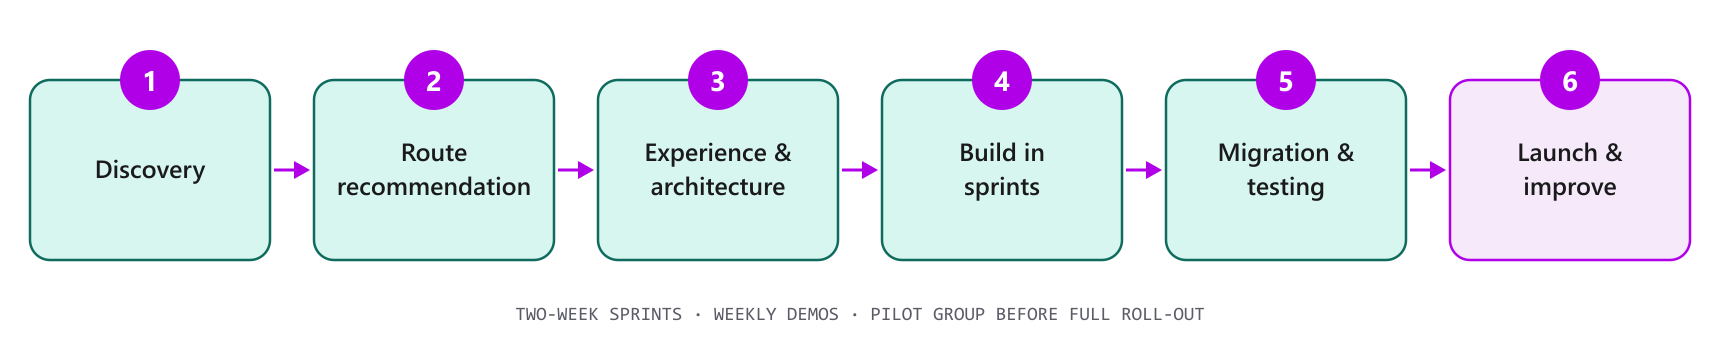 1
Discovery
2
Route
recommendation
3
Experience &
architecture
4
Build in
sprints
5
Migration &
testing
6
Launch &
improve
TWO-WEEK SPRINTS · WEEKLY DEMOS · PILOT GROUP BEFORE FULL ROLL-OUT